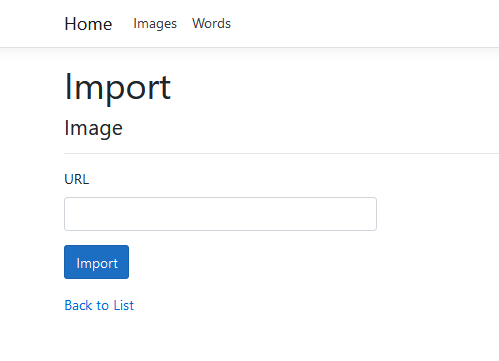 Home Images Words
Import
Image
URL
Import
Back to List